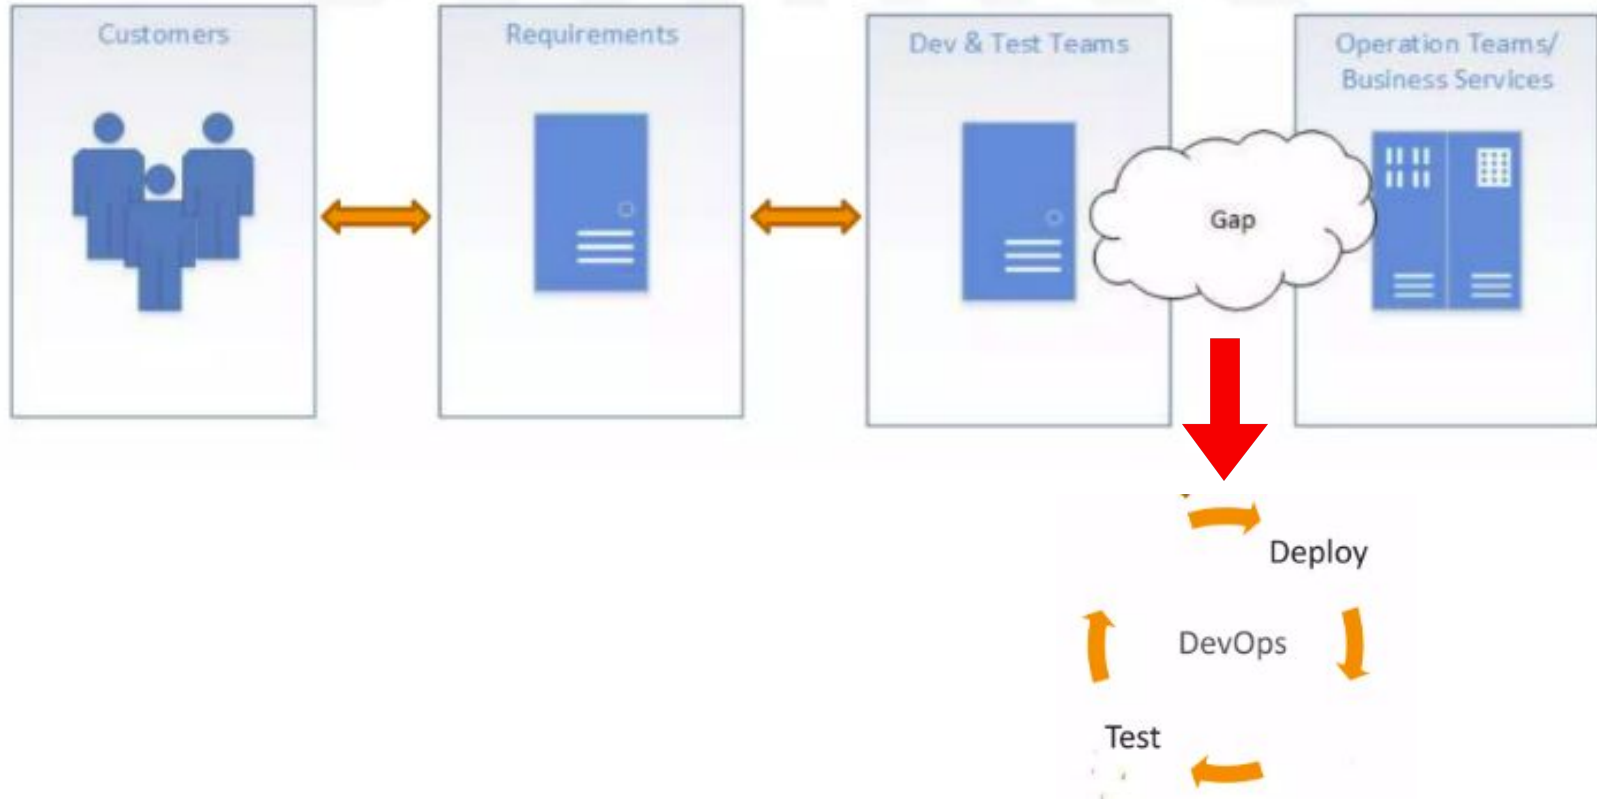 Customers
Requirements
Dev & Test Teams
Operation Teams/
Business Services
Gap
Deploy
DevOps
Test